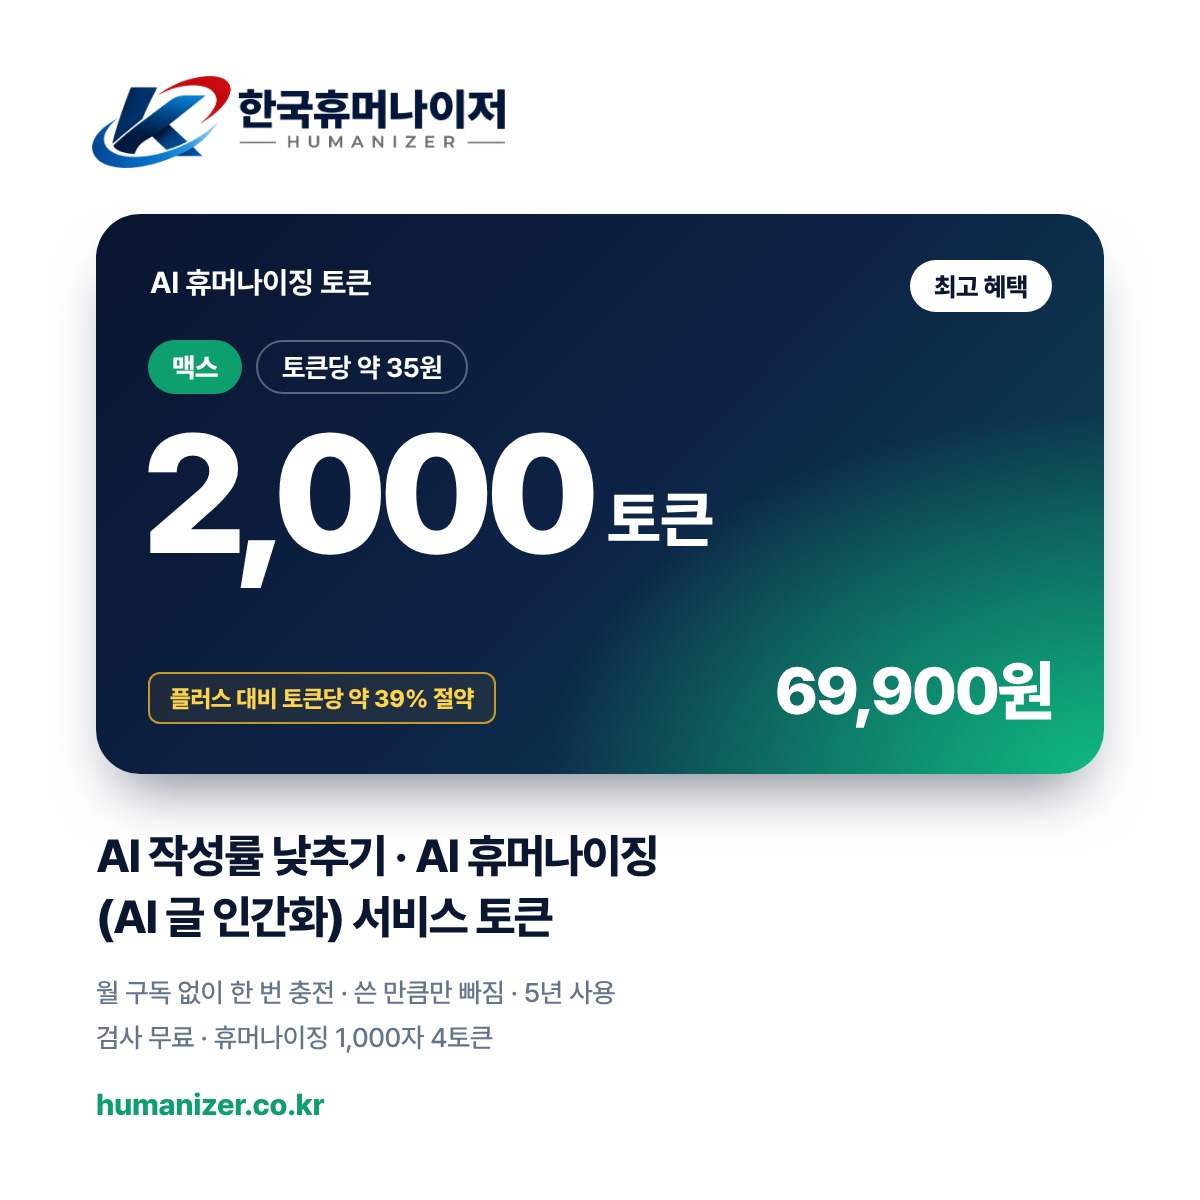 한국휴머나이저
HUMANIZER
AI 휴머나이징 토큰
최고 혜택
맥스
토큰당 약 35원
2,000 토큰
플러스 대비 토큰당 약 39% 절약
69,900원
AI 작성률 낮추기 · AI 휴머나이징
(AI 글 인간화) 서비스 토큰
월 구독 없이 한 번 충전 · 쓴 만큼만 빠짐 · 5년 사용
검사 무료 · 휴머나이징 1,000자 4토큰
humanizer.co.kr